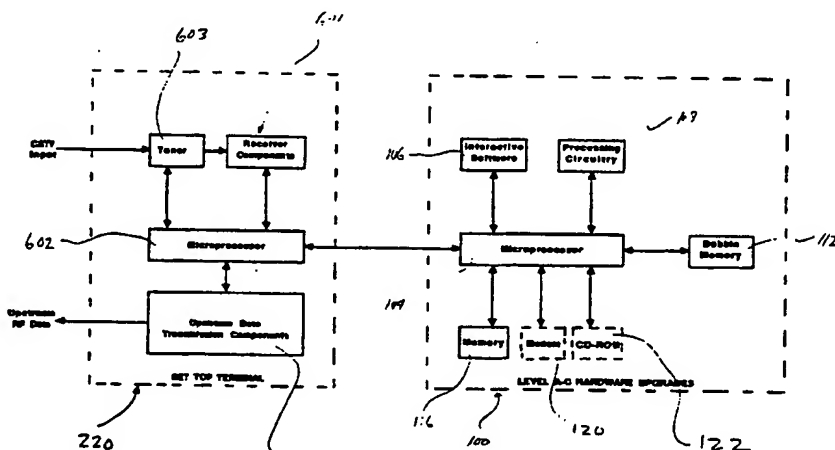 603
CATV
Input
Tuner
Receiver
Components
106
Interactive
Software
Processing
Circuitry
602
Microprocessor
Microprocessor
Bubble
Memory
112
Upstream
RF Data
Upstream Data
Transmission Components
104
Memory
Modem
CD-ROM
SET TOP TERMINAL
LEVEL A-C HARDWARE UPGRADES
220
116
100
120
122